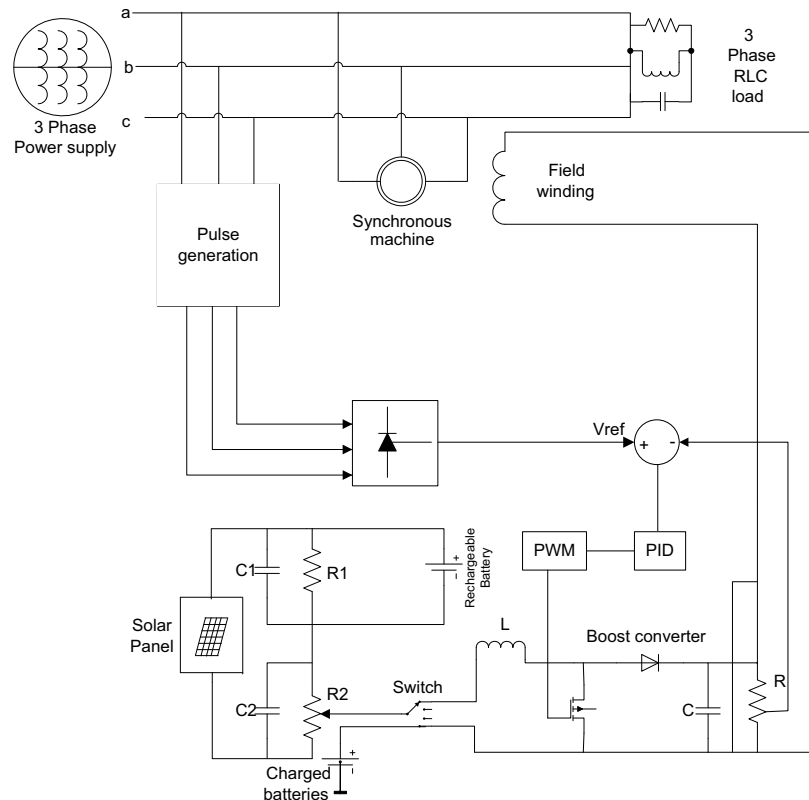 a
b
c
3 Phase
Power supply
3
Phase
RLC
load
Field
winding
Synchronous
machine
Pulse
generation
Vref
+
-
PWM
PID
C1
R1
+
−
Rechargeable
Battery
Solar
Panel
L
Boost converter
C2
R2
Switch
C
R
+
−
Charged
batteries